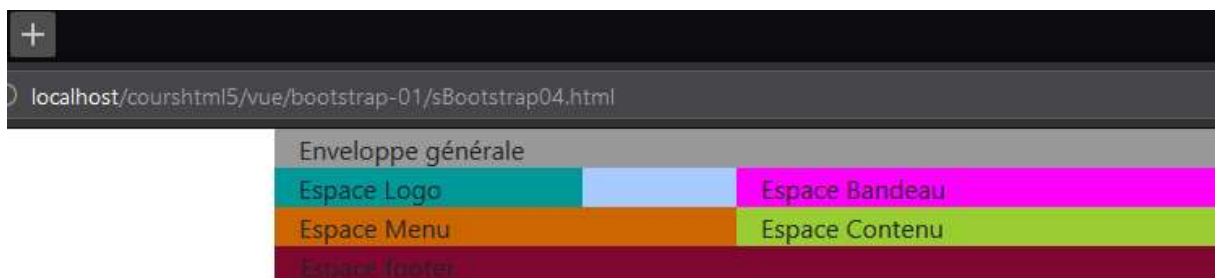 +
localhost/courshtml5/vue/bootstrap-01/sBootstrap04.html
Enveloppe générale
Espace Logo Espace Bandeau
Espace Menu Espace Contenu
Espace footer